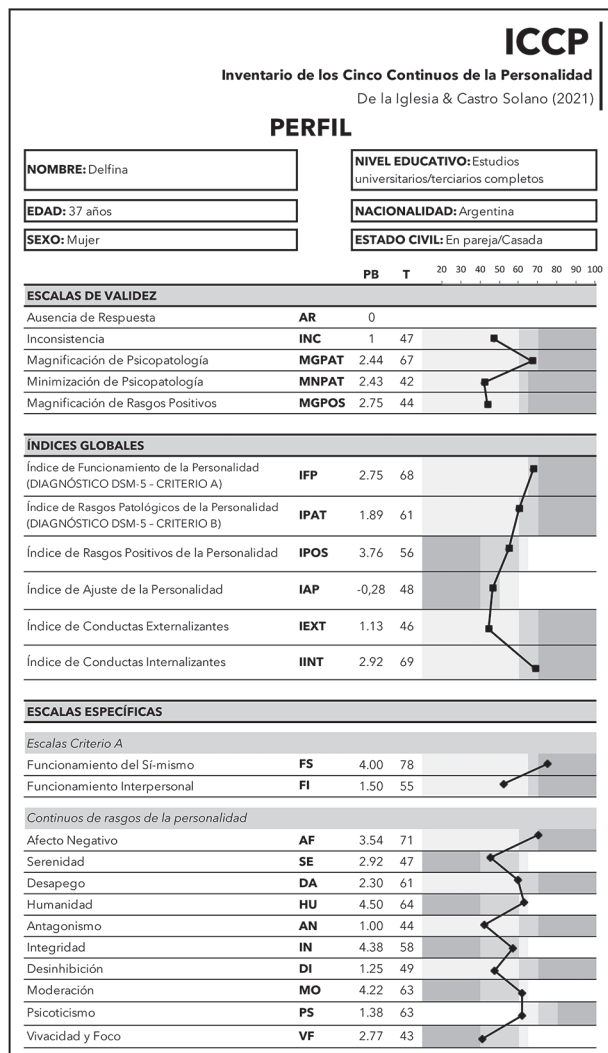 ICCP
Inventario de los Cinco Continuos de la Personalidad
De la Iglesia & Castro Solano (2021)
PERFIL
NOMBRE: Delfina
NIVEL EDUCATIVO: Estudios
universitarios/terciarios completos
EDAD: 37 años
NACIONALIDAD: Argentina
SEXO: Mujer
ESTADO CIVIL: En pareja/Casada
PB T 20 30 40 50 60 70 80 90 100
ESCALAS DE VALIDEZ
Ausencia de Respuesta AR 0
Inconsistencia INC 1 47
Magnificación de Psicopatología MGPAT 2.44 67
Minimización de Psicopatología MNPAT 2.43 42
Magnificación de Rasgos Positivos MGPOS 2.75 44
ÍNDICES GLOBALES
Índice de Funcionamiento de la Personalidad
(DIAGNÓSTICO DSM-5 – CRITERIO A) IFP 2.75 68
Índice de Rasgos Patológicos de la Personalidad
(DIAGNÓSTICO DSM-5 – CRITERIO B) IPAT 1.89 61
Índice de Rasgos Positivos de la Personalidad IPOS 3.76 56
Índice de Ajuste de la Personalidad IAP -0,28 48
Índice de Conductas Externalizantes IEXT 1.13 46
Índice de Conductas Internalizantes IINT 2.92 69
ESCALAS ESPECÍFICAS
Escalas Criterio A
Funcionamiento del Sí-mismo FS 4.00 78
Funcionamiento Interpersonal FI 1.50 55
Continuos de rasgos de la personalidad
Afecto Negativo AF 3.54 71
Serenidad SE 2.92 47
Desapego DA 2.30 61
Humanidad HU 4.50 64
Antagonismo AN 1.00 44
Integridad IN 4.38 58
Desinhibición DI 1.25 49
Moderación MO 4.22 63
Psicoticismo PS 1.38 63
Vivacidad y Foco VF 2.77 43